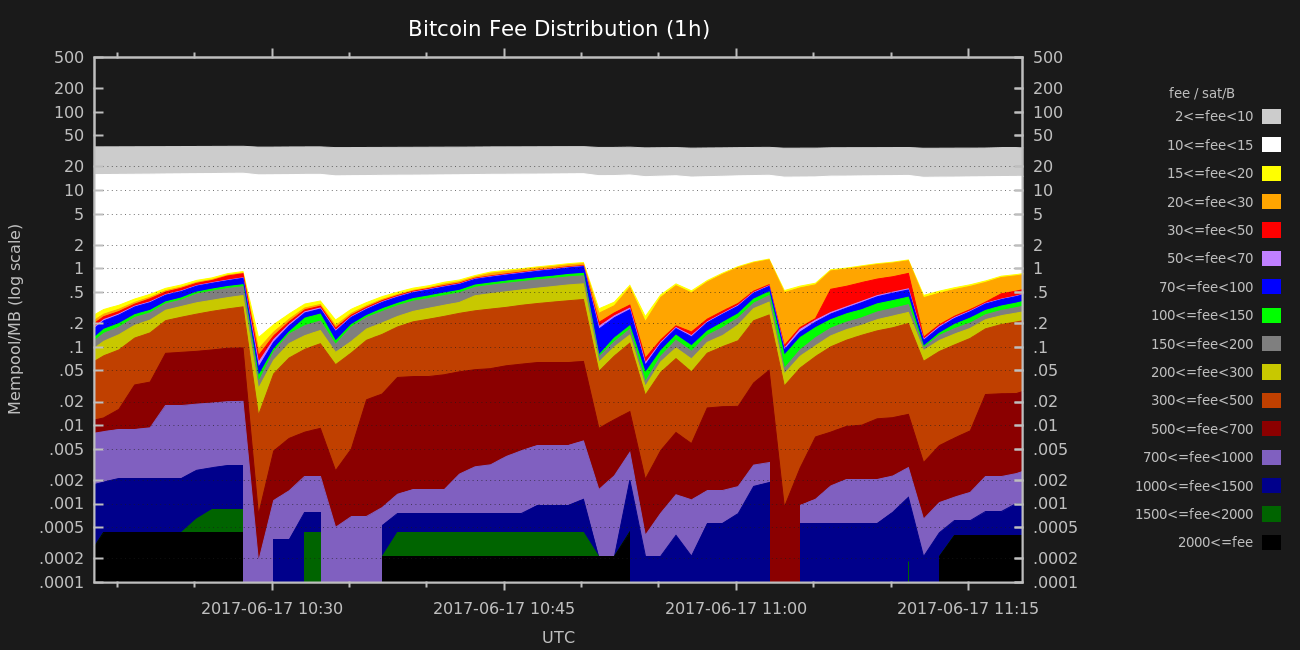 Bitcoin Fee Distribution (1h)
Mempool/MB (log scale)
500
200
100
50
20
10
5
2
1
.5
.2
.1
.05
.02
.01
.005
.002
.001
.0005
.0002
.0001
500
200
100
50
20
10
5
2
1
.5
.2
.1
.05
.02
.01
.005
.002
.001
.0005
.0002
.0001
2017-06-17 10:30 2017-06-17 10:45 2017-06-17 11:00 2017-06-17 11:15
UTC
fee / sat/B
2<=fee<10
10<=fee<15
15<=fee<20
20<=fee<30
30<=fee<50
50<=fee<70
70<=fee<100
100<=fee<150
150<=fee<200
200<=fee<300
300<=fee<500
500<=fee<700
700<=fee<1000
1000<=fee<1500
1500<=fee<2000
2000<=fee